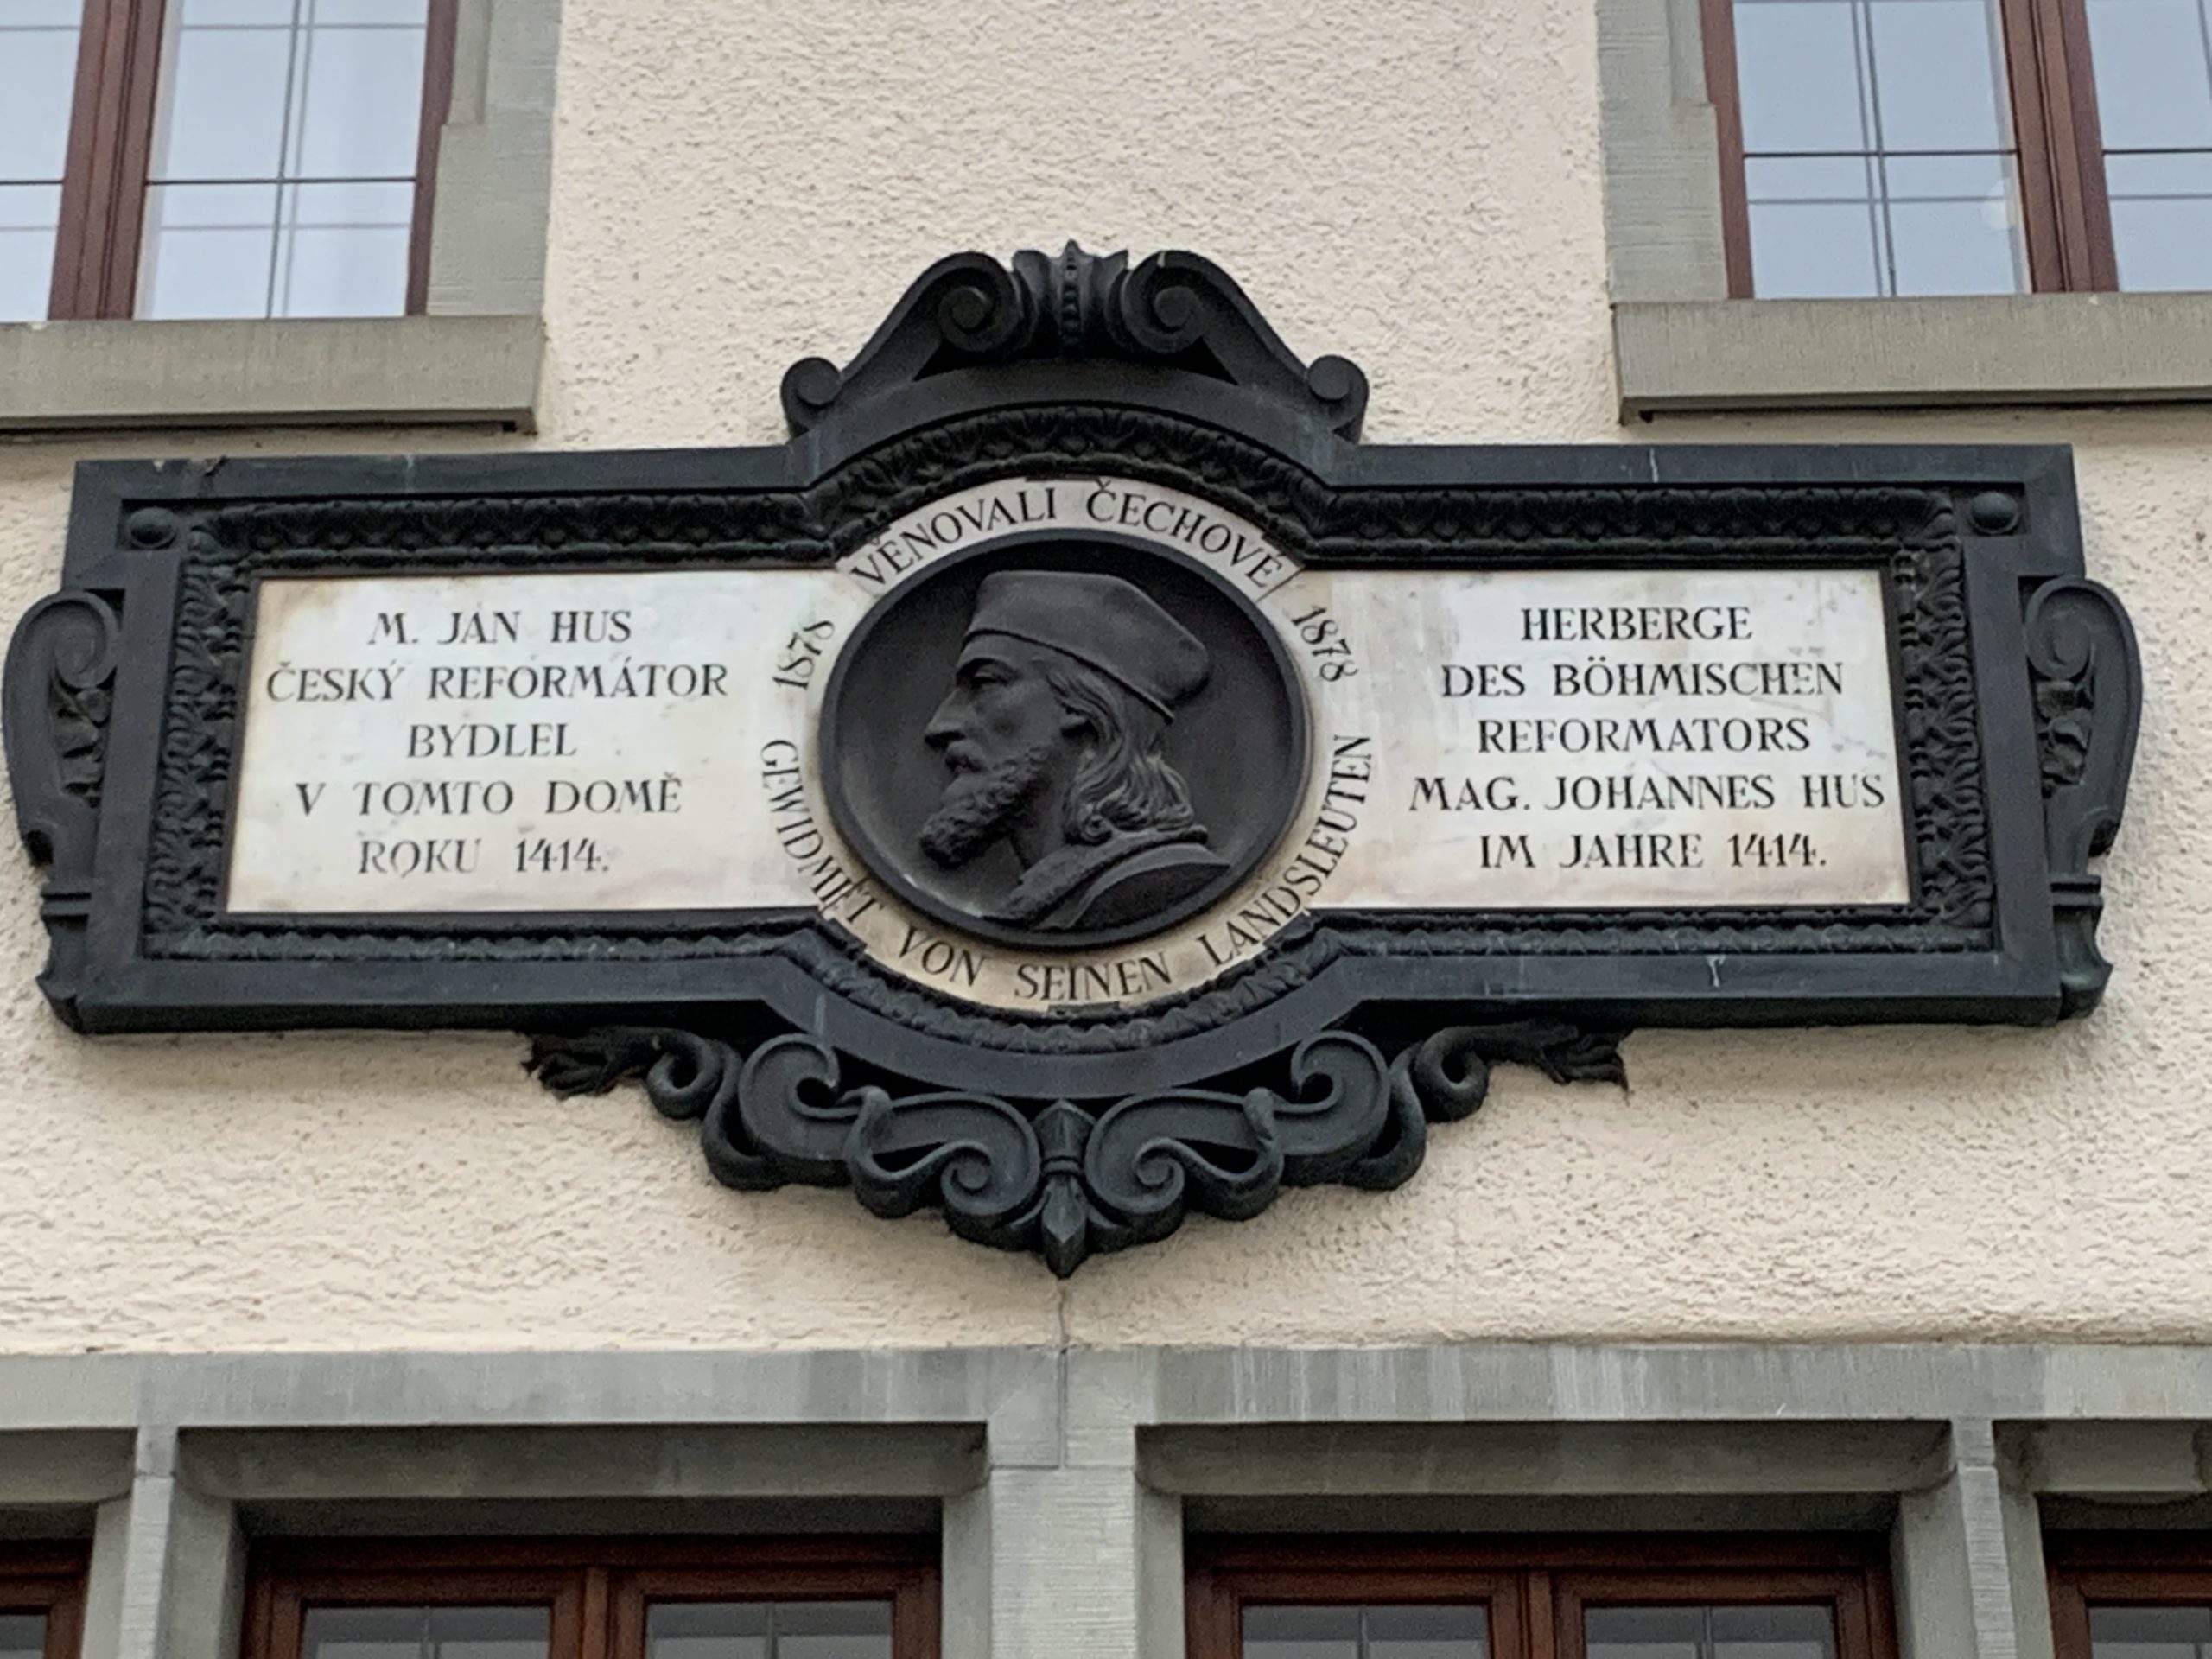 M. JAN HUS
ČESKÝ REFORMÁTOR
BYDLEL
V TOMTO DOMĚ
ROKU 1414.
VĚNOVALI ČECHOVÉ
1878
1878
GEWIDMET VON SEINEN LANDSLEUTEN
HERBERGE
DES BÖHMISCHEN
REFORMATORS
MAG. JOHANNES HUS
IM JAHRE 1414.